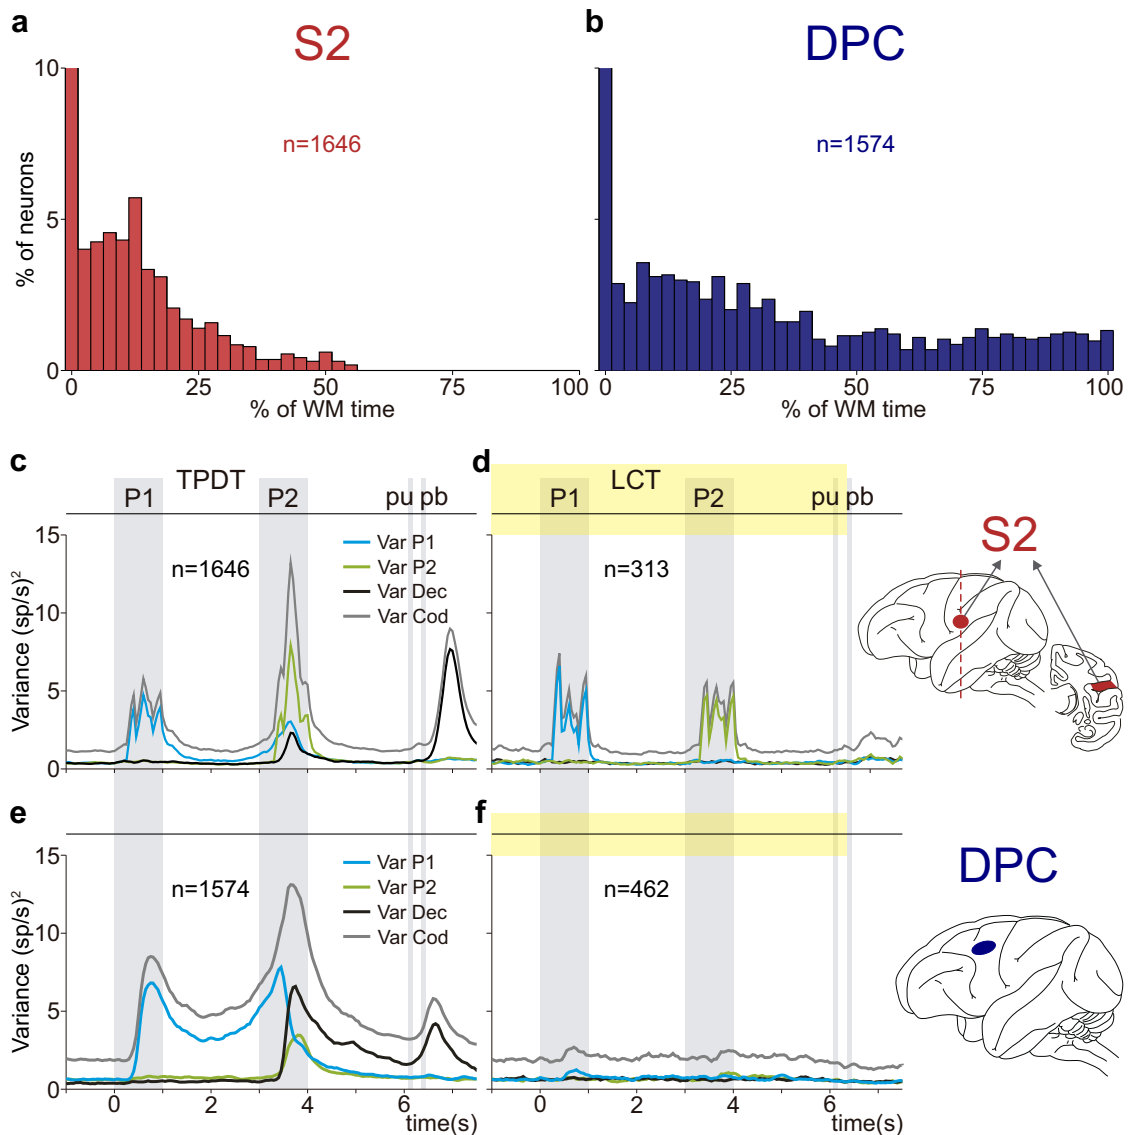 a
S2
b
DPC
10
5
0
% of neurons
n=1646
n=1574
0 25 50 75 100
% of WM time
0 25 50 75 100
% of WM time
c
TPDT
P1 P2 pu pb
d
LCT
P1 P2 pu pb
15
10
5
0
Variance (sp/s)²
n=1646
Var P1
Var P2
Var Dec
Var Cod
n=313
S2
e
f
15
10
5
0
Variance (sp/s)²
n=1574
Var P1
Var P2
Var Dec
Var Cod
n=462
DPC
0 2 4 6
time(s)
0 2 4 6
time(s)